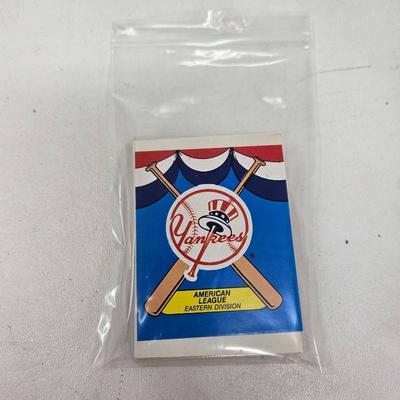 Yankees
®
AMERICAN
LEAGUE
EASTERN DIVISION